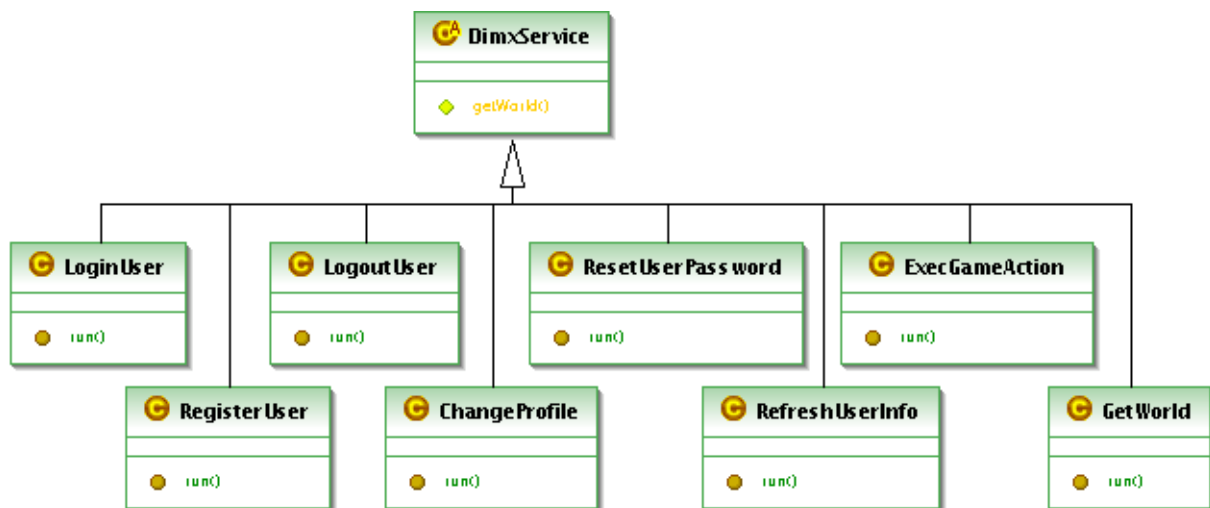 DimxService
getWorld()
LoginUser
run()
LogoutUser
run()
ResetUserPassword
run()
ExecGameAction
run()
RegisterUser
run()
ChangeProfile
run()
RefreshUserInfo
run()
GetWorld
run()